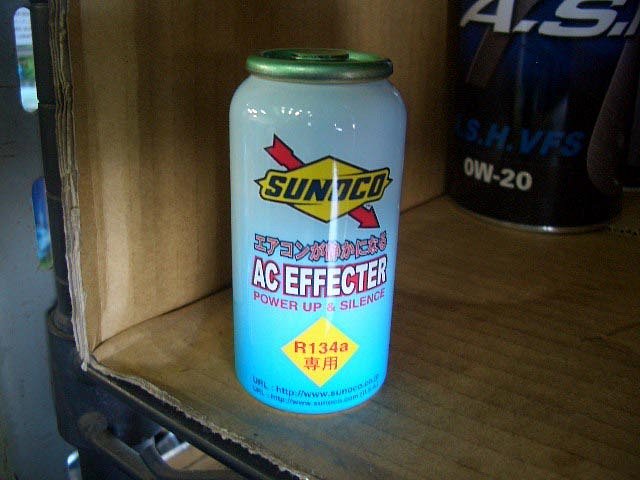 SUNOCO
エアコンが静かになる
AC EFFECTER
POWER UP & SILENCE
R134a
専用
URL : http://www.sunoco.co.jp
URL : http://www.sunoco.com (U.S.A.)
A.S.H
A.S.H. VFS
0W-20